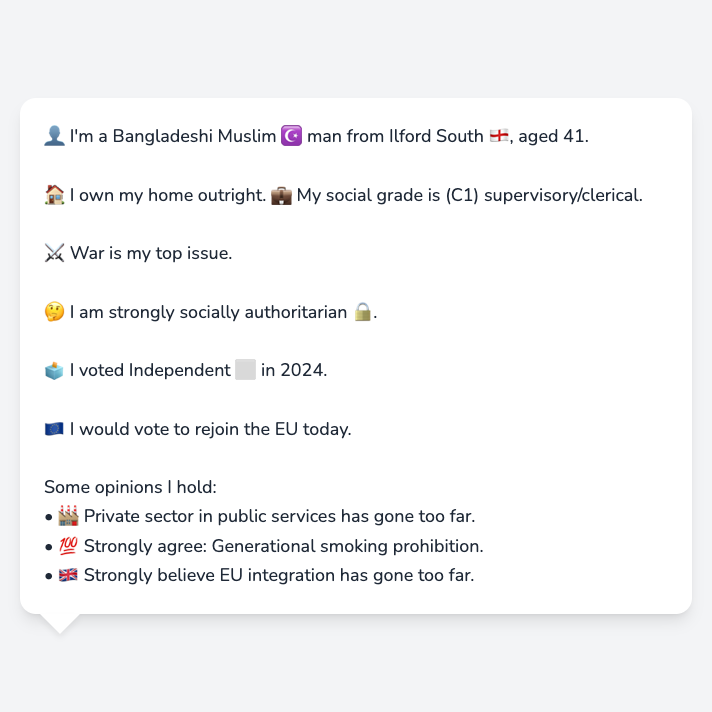 👤 I'm a Bangladeshi Muslim ☪️ man from Ilford South 🏴󠁧󠁢󠁥󠁮󠁧󠁿, aged 41.
🏠 I own my home outright. 💼 My social grade is (C1) supervisory/clerical.
⚔️ War is my top issue.
🤔 I am strongly socially authoritarian 🔒.
🗳️ I voted Independent ⬜ in 2024.
🇪🇺 I would vote to rejoin the EU today.
Some opinions I hold:
• 🏭 Private sector in public services has gone too far.
• 💯 Strongly agree: Generational smoking prohibition.
• 🇬🇧 Strongly believe EU integration has gone too far.